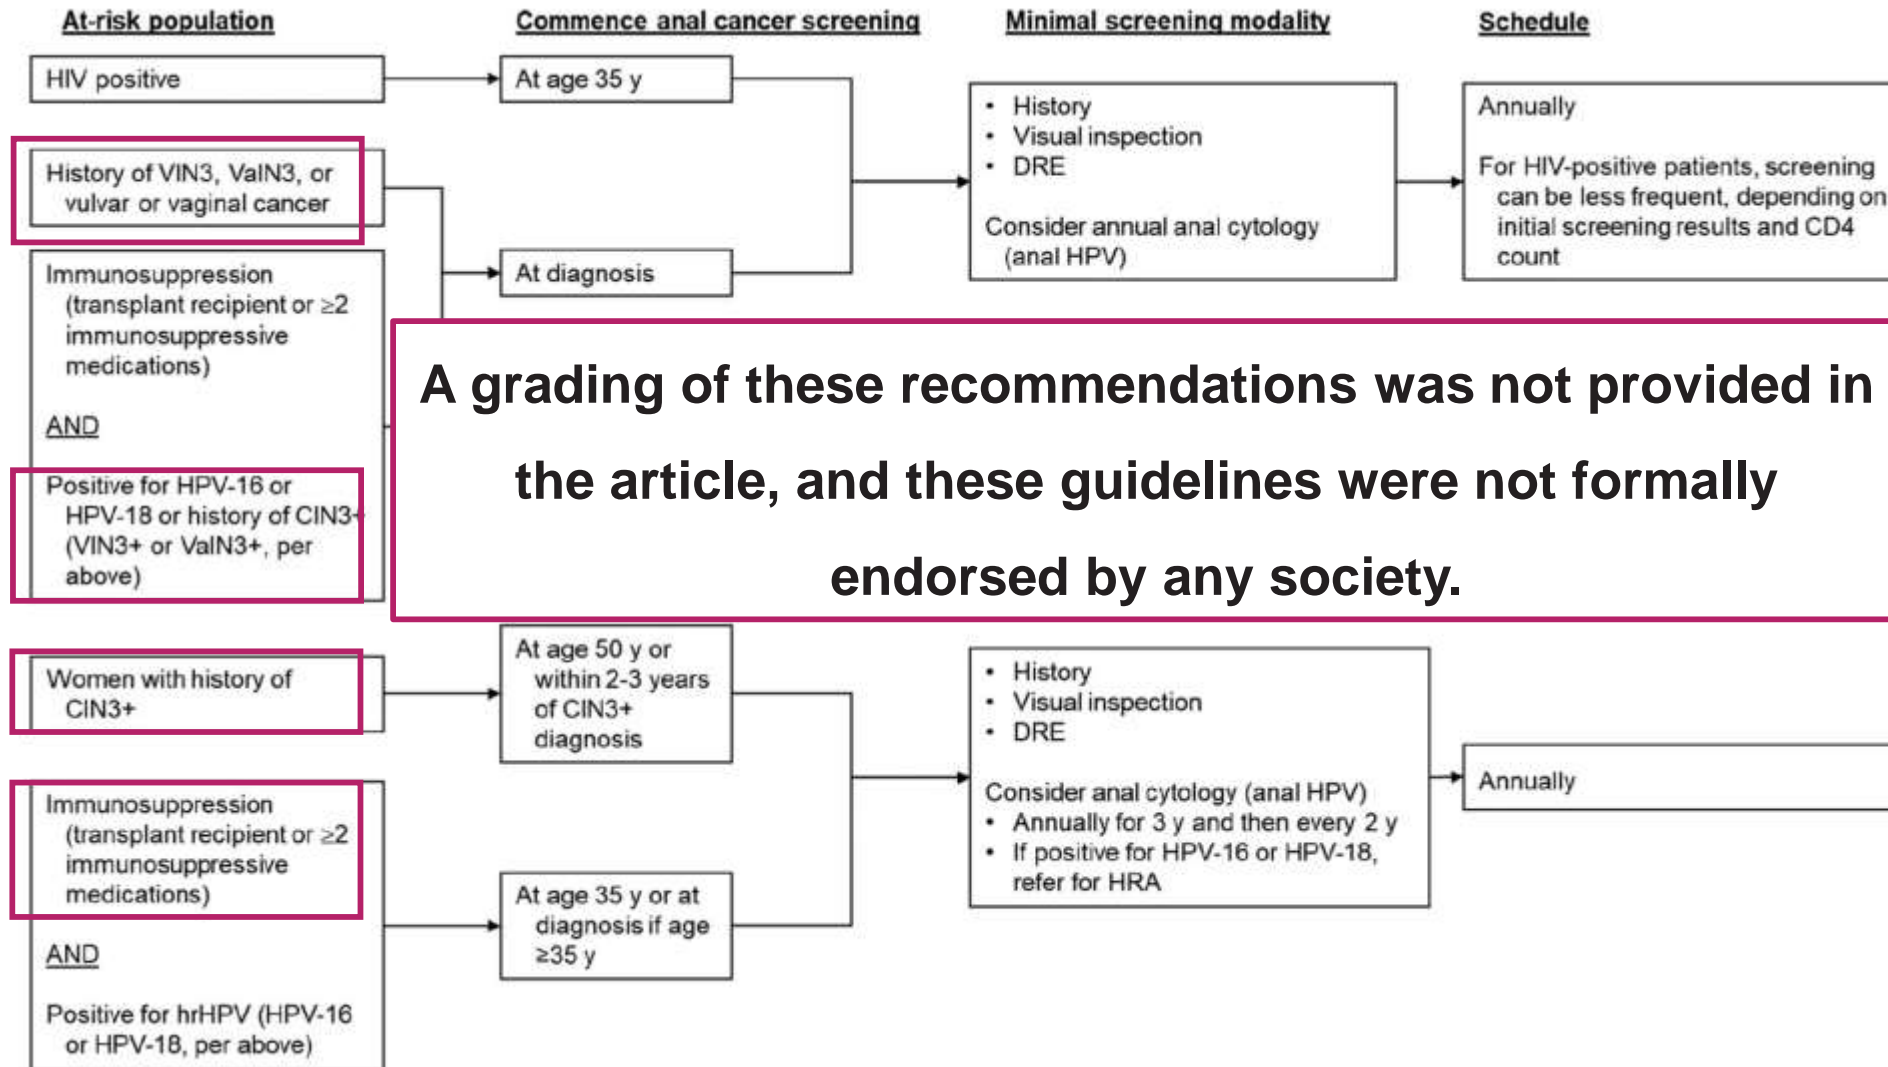 At-risk population
Commence anal cancer screening
Minimal screening modality
Schedule
HIV positive
At age 35 y
History of VIN3, VaIN3, or
vulvar or vaginal cancer
Immunosuppression
(transplant recipient or ≥2
immunosuppressive
medications)
AND
Positive for HPV-16 or
HPV-18 or history of CIN3+
(VIN3+ or VaIN3+, per
above)
At diagnosis
• History
• Visual inspection
• DRE
Consider annual anal cytology
(anal HPV)
Annually
For HIV-positive patients, screening
can be less frequent, depending on
initial screening results and CD4
count
A grading of these recommendations was not provided in
the article, and these guidelines were not formally
endorsed by any society.
Women with history of
CIN3+
At age 50 y or
within 2-3 years
of CIN3+
diagnosis
Immunosuppression
(transplant recipient or ≥2
immunosuppressive
medications)
AND
Positive for hrHPV (HPV-16
or HPV-18, per above)
At age 35 y or at
diagnosis if age
≥35 y
• History
• Visual inspection
• DRE
Consider anal cytology (anal HPV)
• Annually for 3 y and then every 2 y
• If positive for HPV-16 or HPV-18,
refer for HRA
Annually